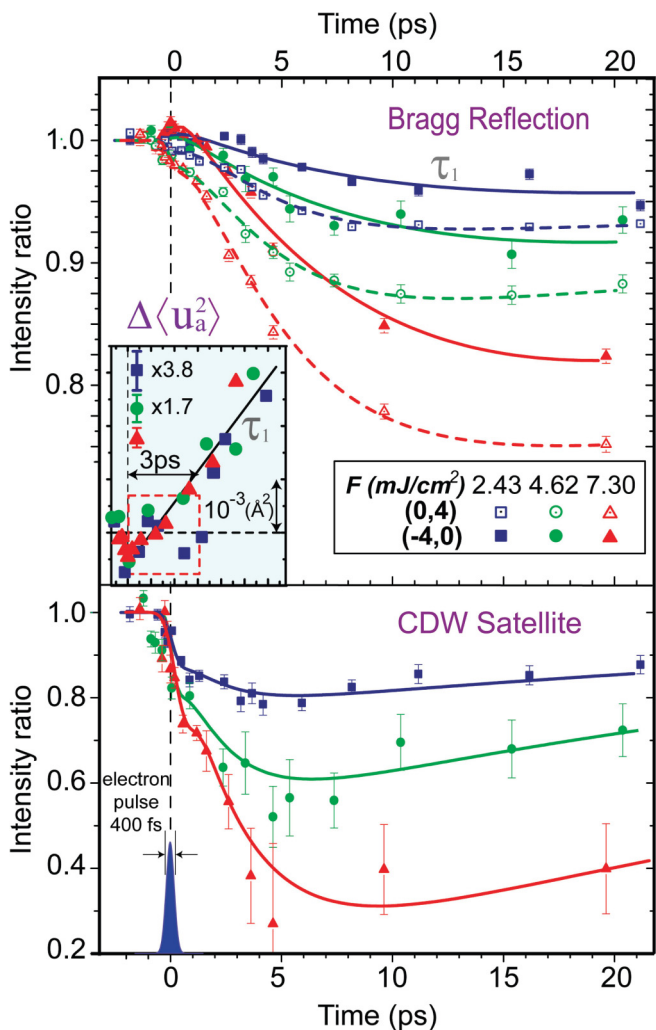 Time (ps)
0 5 10 15 20
Bragg Reflection
τ₁
1.0
0.9
0.8
Intensity ratio
Δ⟨u²ₐ⟩
x3.8
x1.7
τ₁
3ps
10⁻³(Å²)
F (mJ/cm²) 2.43 4.62 7.30
(0,4)
(-4,0)
CDW Satellite
1.0
0.8
0.6
0.4
0.2
Intensity ratio
electron
pulse
400 fs
0 5 10 15 20
Time (ps)